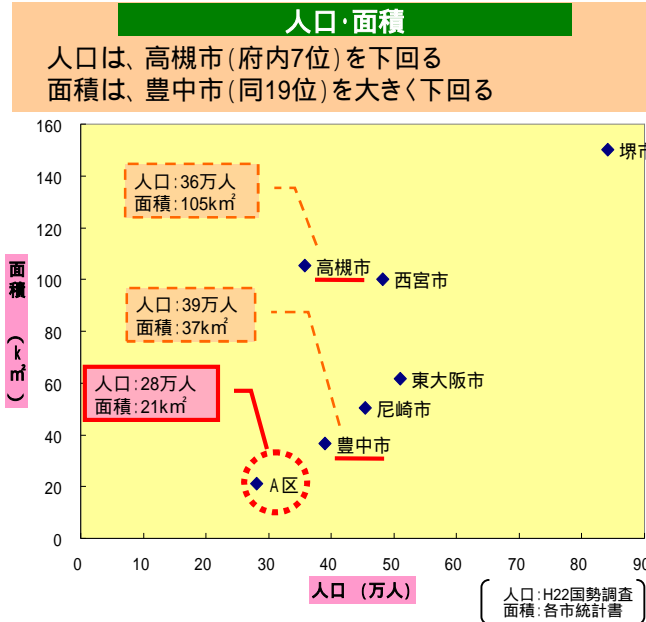 人口・面積
人口は、高槻市(府内7位)を下回る
面積は、豊中市(同19位)を大きく下回る
160
140
120
100
80
60
40
20
0
面積 (k㎡)
人口:36万人
面積:105k㎡
人口:39万人
面積:37k㎡
人口:28万人
面積:21k㎡
堺市
高槻市
西宮市
東大阪市
尼崎市
豊中市
A区
0 10 20 30 40 50 60 70 80 90
人口 (万人)
人口:H22国勢調査
面積:各市統計書